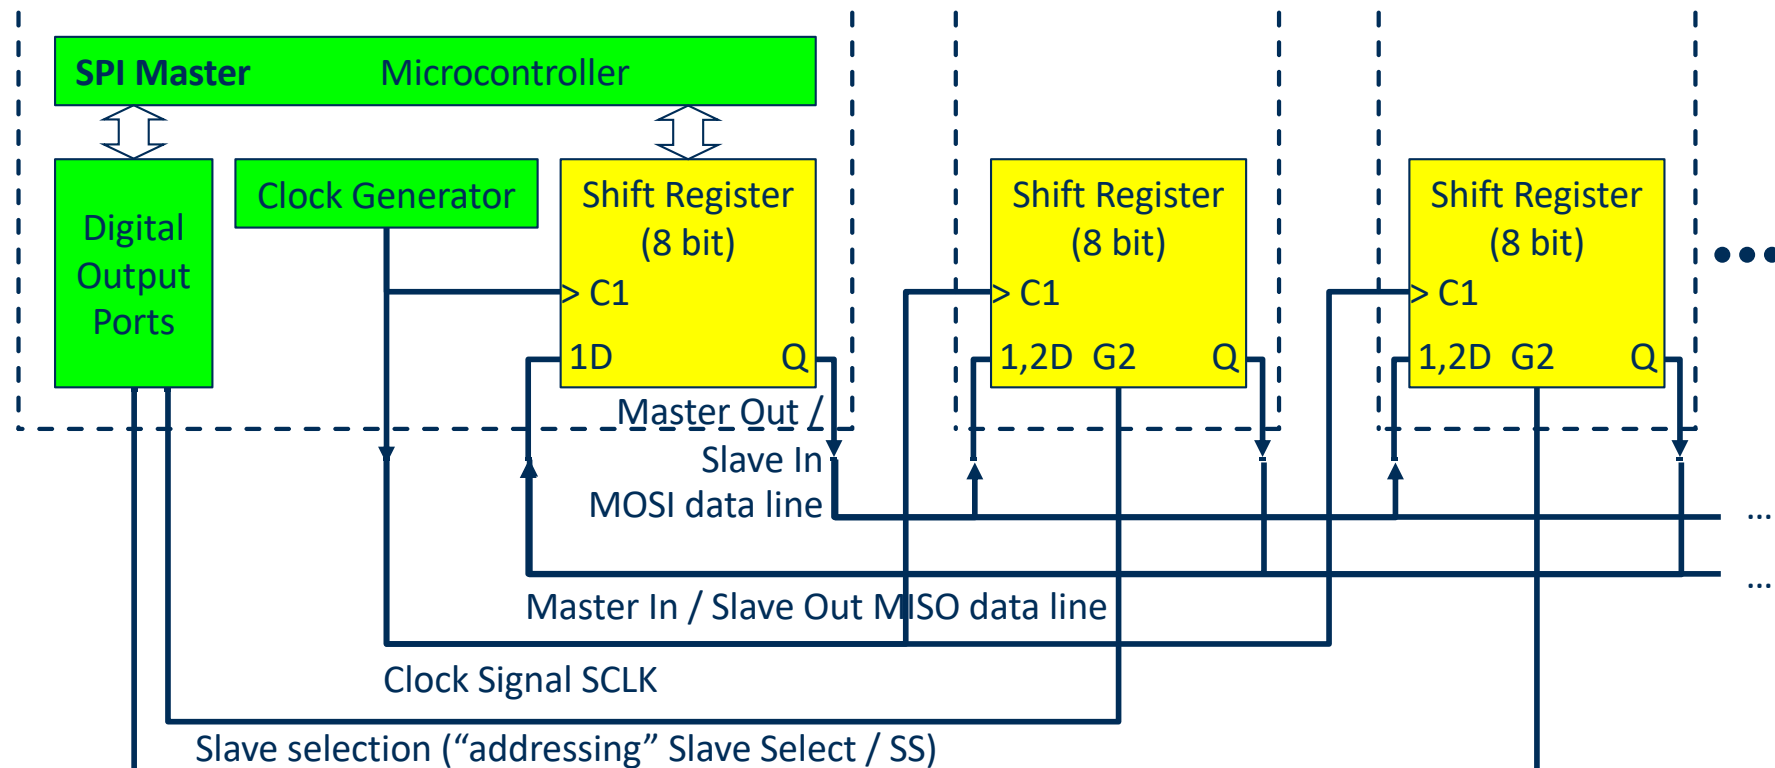 SPI Master Microcontroller
Digital
Output
Ports
Clock Generator
Shift Register
(8 bit)
> C1
1D Q
Shift Register
(8 bit)
> C1
1,2D G2 Q
Shift Register
(8 bit)
> C1
1,2D G2 Q
Master Out /
Slave In
MOSI data line
...
...
Master In / Slave Out MISO data line
Clock Signal SCLK
Slave selection (“addressing” Slave Select / SS)